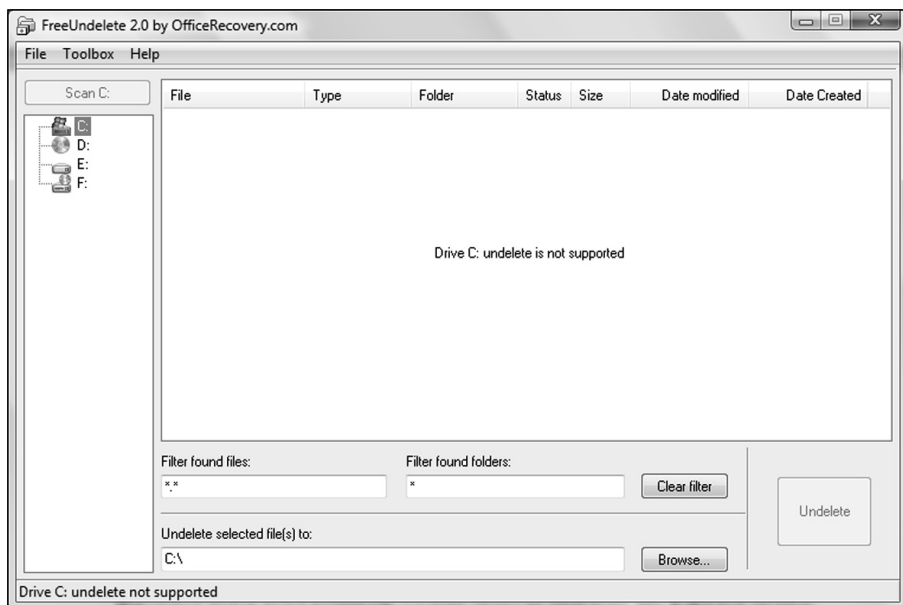 FreeUndelete 2.0 by OfficeRecovery.com
File Toolbox Help
Scan C:
File Type Folder Status Size Date modified Date Created
C:
D:
E:
F:
Drive C: undelete is not supported
Filter found files: Filter found folders:
*.* * Clear filter
Undelete
Undelete selected file(s) to:
C:\ Browse...
Drive C: undelete not supported